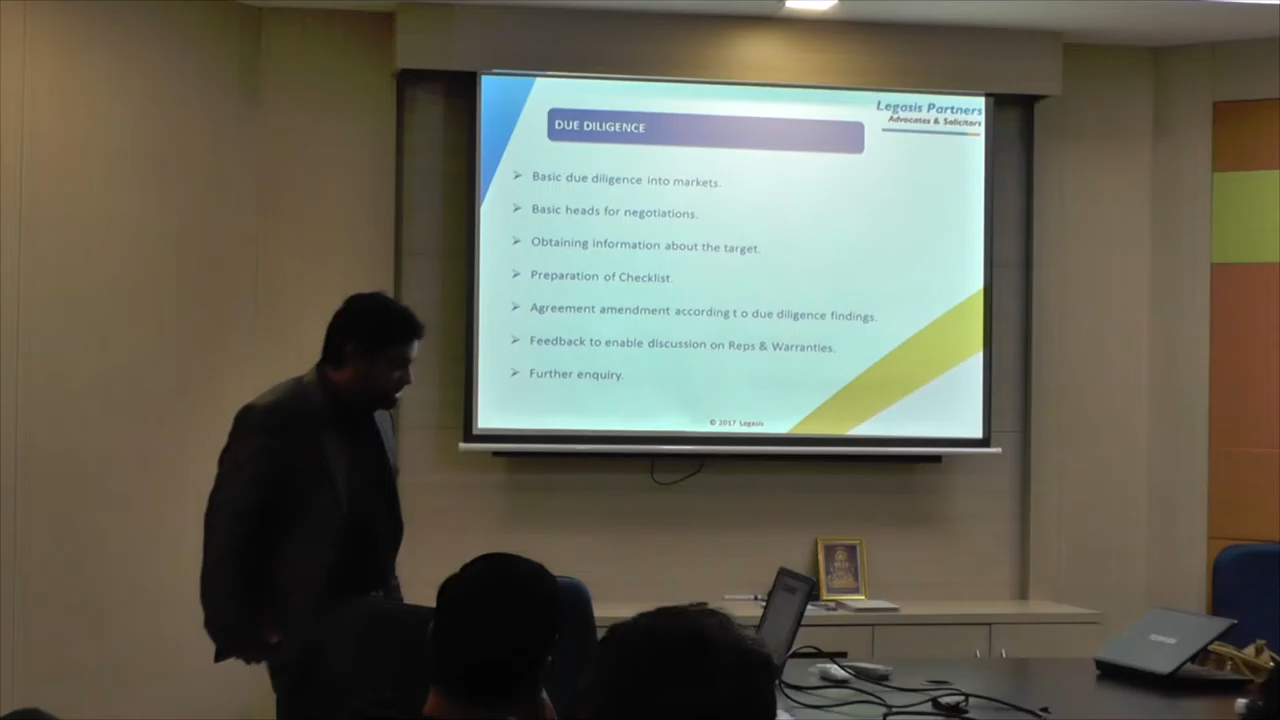 Legasis Partners
Advocates & Solicitors
DUE DILIGENCE
➢ Basic due diligence into markets.
➢ Basic heads for negotiations.
➢ Obtaining information about the target.
➢ Preparation of Checklist.
➢ Agreement amendment according t o due diligence findings.
➢ Feedback to enable discussion on Reps & Warranties.
➢ Further enquiry.
© 2017 Legasis
TOSHIBA